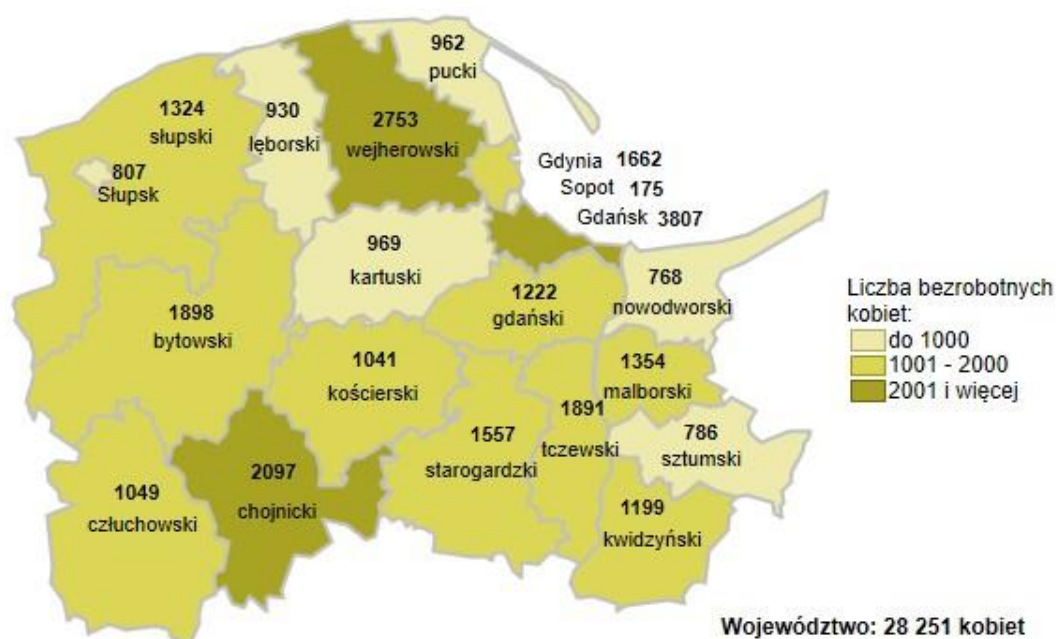 962
pucki
1324
słupski
930
lęborski
2753
wejherowski
807
Słupsk
Gdynia 1662
Sopot 175
Gdańsk 3807
969
kartuski
768
nowodworski
1222
gdański
1898
bytowski
1041
kościerski
1354
malborski
1891
tczewski
1557
starogardzki
786
sztumski
2097
chojnicki
1049
człuchowski
1199
kwidzyński
Liczba bezrobotnych
kobiet:
do 1000
1001 - 2000
2001 i więcej
Województwo: 28 251 kobiet